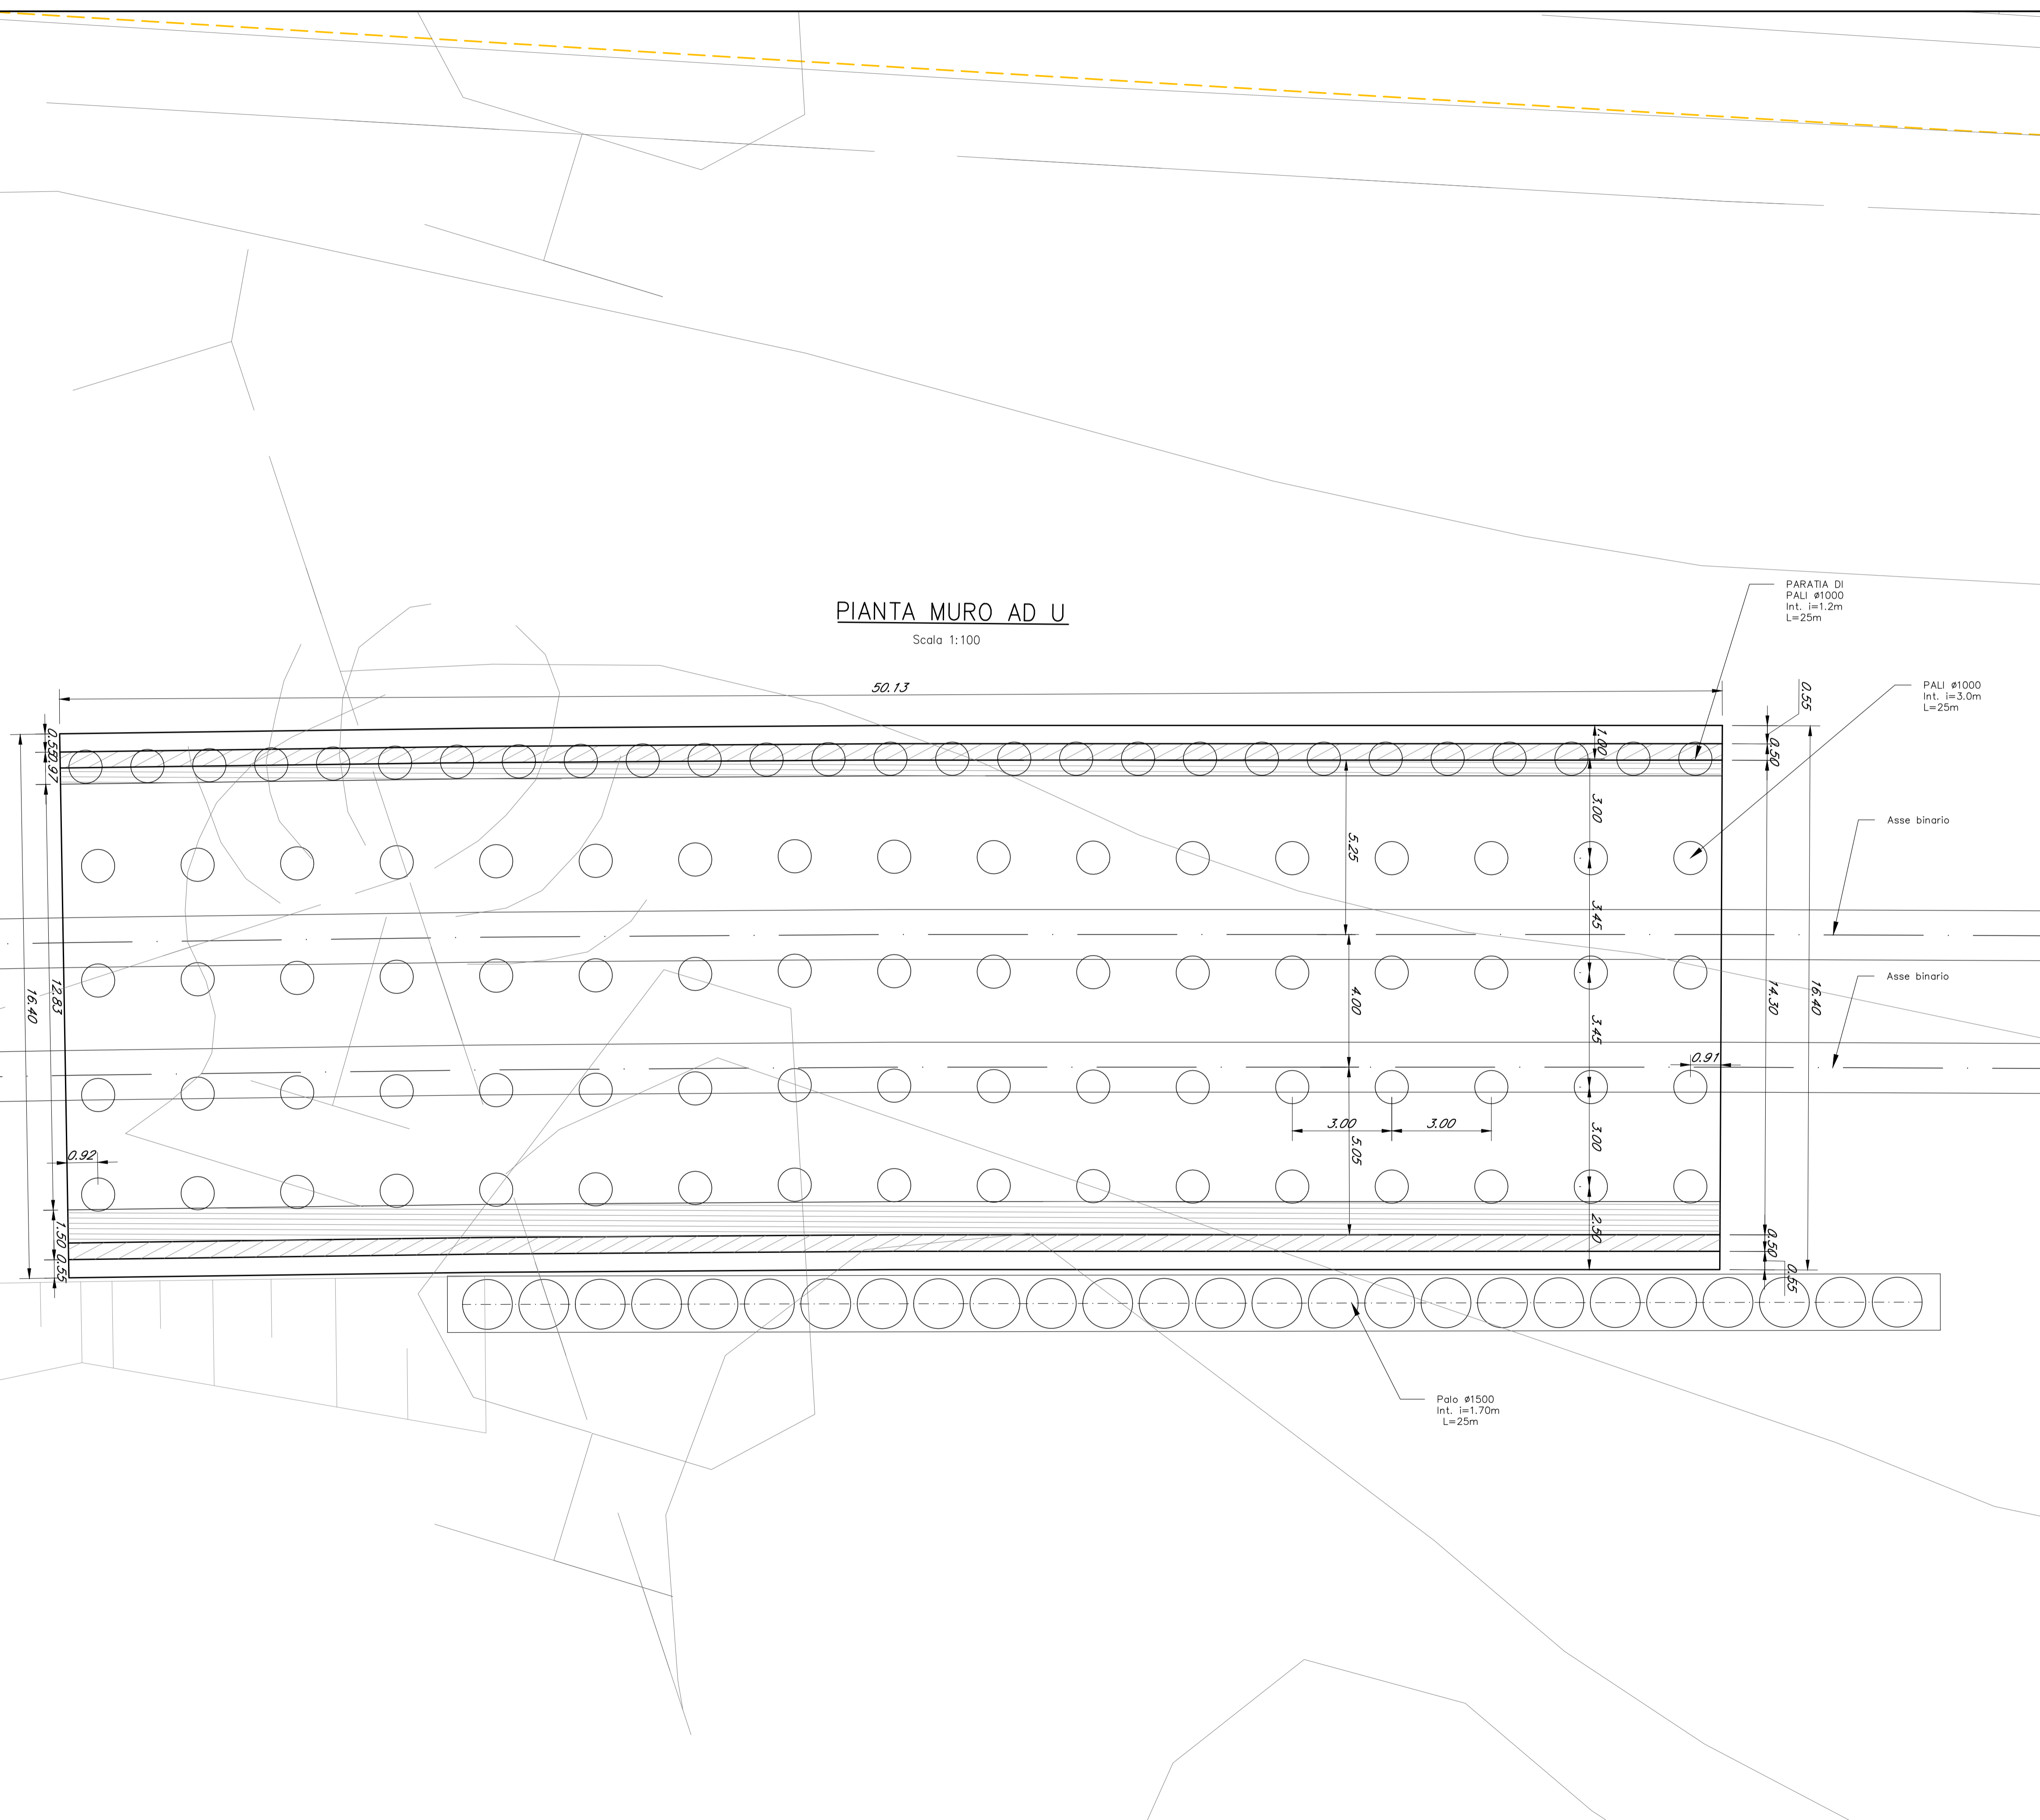 PIANTA MURO AD U
Scala 1:100
PARATIA DI
PALI ø1000
Int. i=1.2m
L=25m
PALI ø1000
Int. i=3.0m
L=25m
Asse binario
Asse binario
Palo ø1500
Int. i=1.70m
L=25m
50.13
0.55
0.97
12.83
16.40
1.50
0.55
0.92
5.25
4.00
5.05
1.00
3.00
3.45
3.45
3.00
2.50
3.00
3.00
0.91
0.55
0.50
14.30
16.40
0.50
0.55